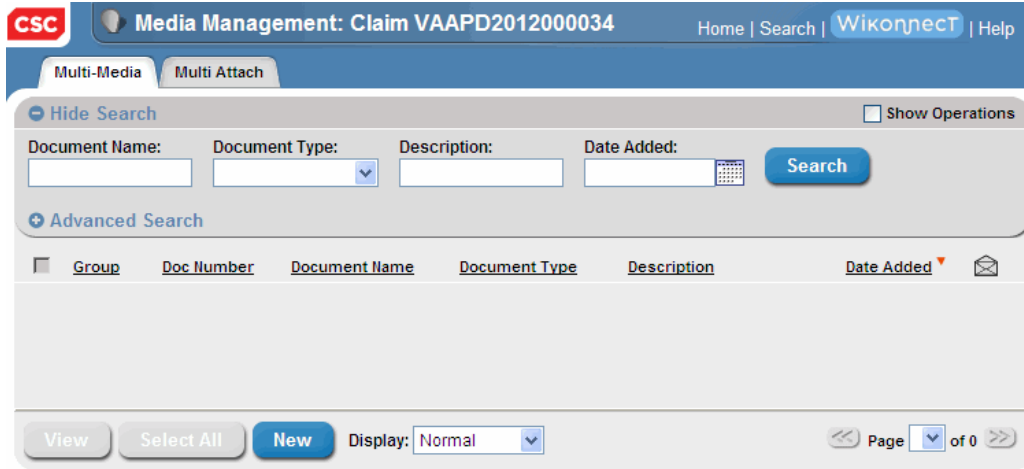 CSC Media Management: Claim VAAPD2012000034 Home | Search | WikonnecT | Help
Multi-Media Multi Attach
Hide Search Show Operations
Document Name: Document Type: Description: Date Added:
Search
Advanced Search
Group Doc Number Document Name Document Type Description Date Added
View Select All New Display: Normal Page of 0